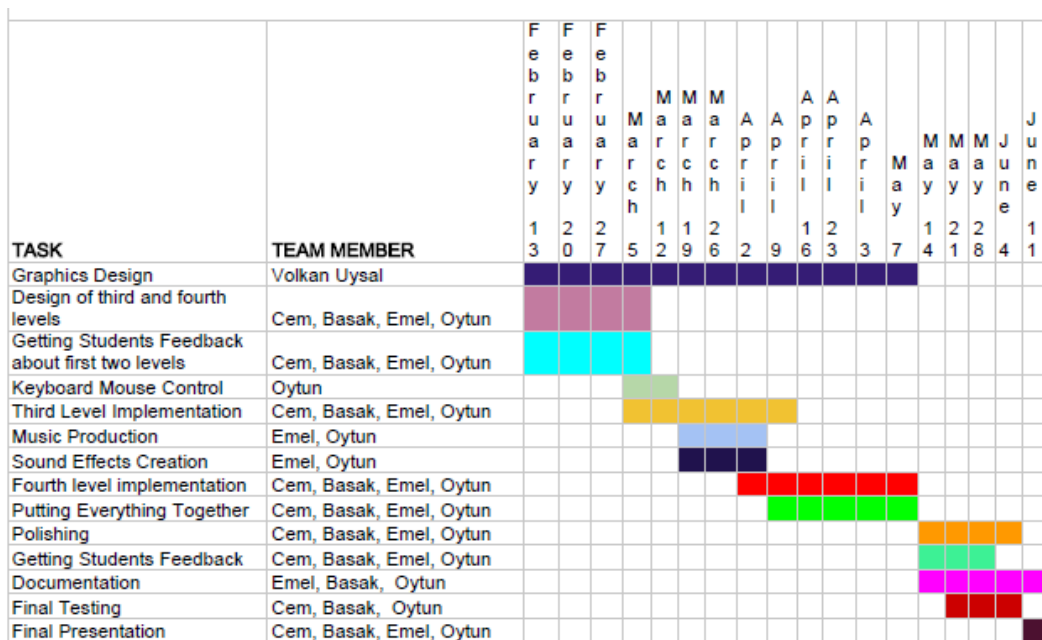 TASK TEAM MEMBER February 13 February 20 February 27 March 5 March 12 March 19 March 26 April 2 April 9 April 16 April 23 April 3 May 7 May 14 May 21 May 28 June 4 June 11
Graphics Design Volkan Uysal
Design of third and fourth
levels Cem, Basak, Emel, Oytun
Getting Students Feedback
about first two levels Cem, Basak, Emel, Oytun
Keyboard Mouse Control Oytun
Third Level Implementation Cem, Basak, Emel, Oytun
Music Production Emel, Oytun
Sound Effects Creation Emel, Oytun
Fourth level implementation Cem, Basak, Emel, Oytun
Putting Everything Together Cem, Basak, Emel, Oytun
Polishing Cem, Basak, Emel, Oytun
Getting Students Feedback Cem, Basak, Emel, Oytun
Documentation Emel, Basak, Oytun
Final Testing Cem, Basak, Oytun
Final Presentation Cem, Basak, Emel, Oytun